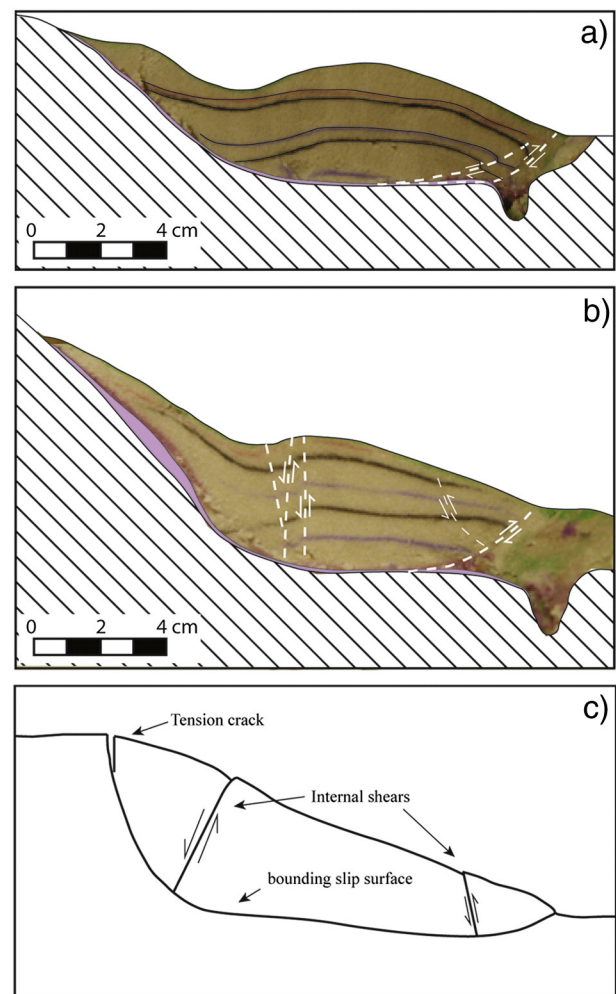 a)
0 2 4 cm
b)
0 2 4 cm
c)
Tension crack
Internal shears
bounding slip surface